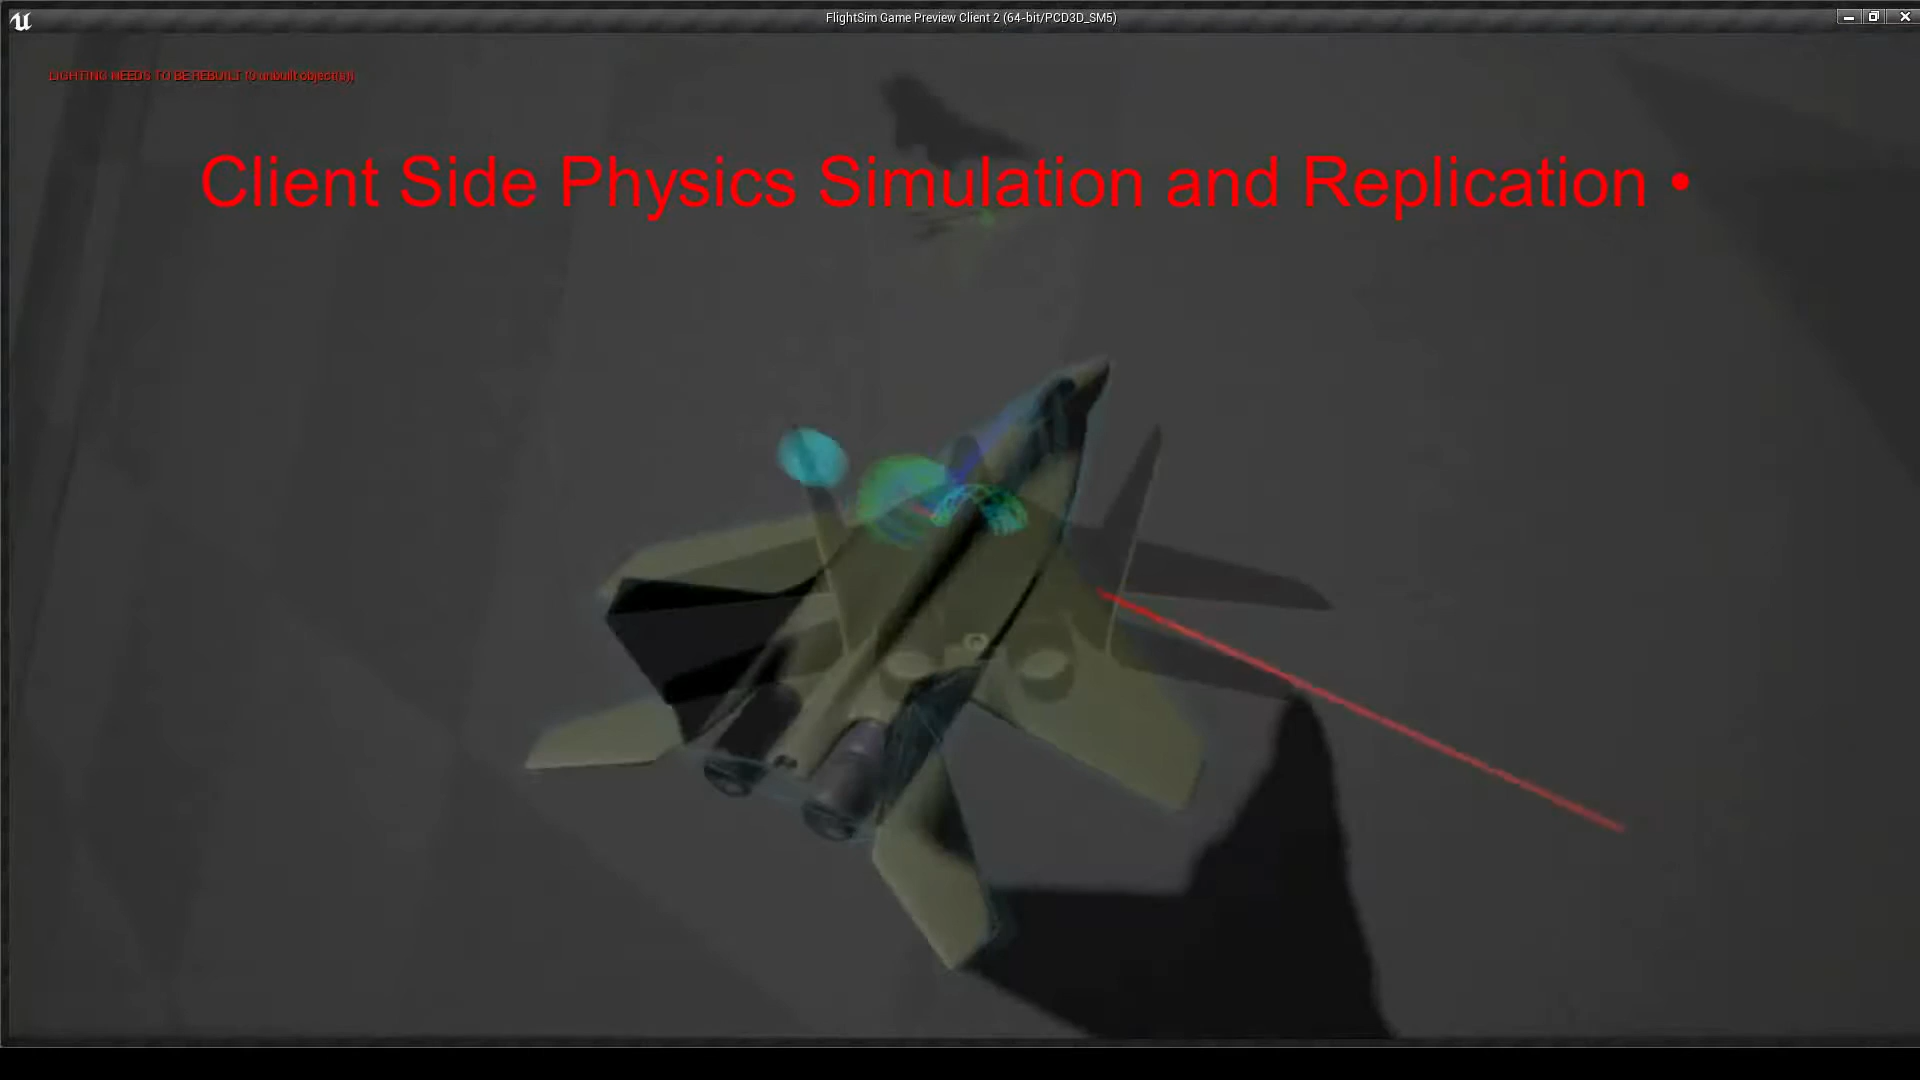 FlightSim Game Preview Client 2 (64-bit/PCD3D_SM5)
LIGHTING NEEDS TO BE REBUILT (0 unbuilt object(s))
Client Side Physics Simulation and Replication •